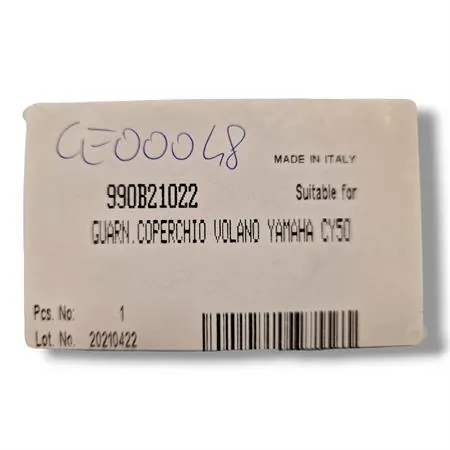 GE00048
MADE IN ITALY
990B21022 Suitable for
GUARN.COPERCHIO VOLANO YAMAHA CY50
Pcs. No: 1
Lot. No. 20210422